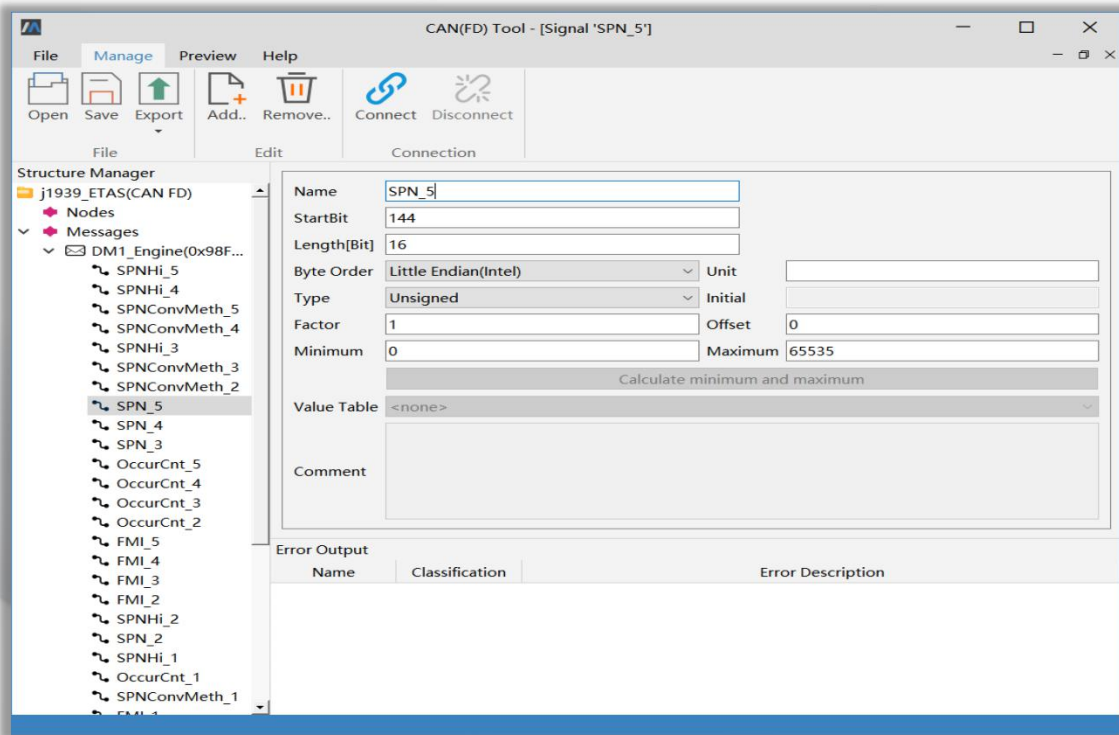 CAN(FD) Tool - [Signal 'SPN_5']
File Manage Preview Help
Open Save Export Add.. Remove.. Connect Disconnect
File Edit Connection
Structure Manager
j1939_ETAS(CAN FD)
Nodes
Messages
DM1_Engine(0x98F...
SPNHi_5
SPNHi_4
SPNConvMeth_5
SPNConvMeth_4
SPNHi_3
SPNConvMeth_3
SPNConvMeth_2
SPN_5
SPN_4
SPN_3
OccurCnt_5
OccurCnt_4
OccurCnt_3
OccurCnt_2
FMI_5
FMI_4
FMI_3
FMI_2
SPNHi_2
SPN_2
SPNHi_1
OccurCnt_1
SPNConvMeth_1
Name SPN_5
StartBit 144
Length[Bit] 16
Byte Order Little Endian(Intel) Unit
Type Unsigned Initial
Factor 1 Offset 0
Minimum 0 Maximum 65535
Calculate minimum and maximum
Value Table <none>
Comment
Error Output
Name Classification Error Description